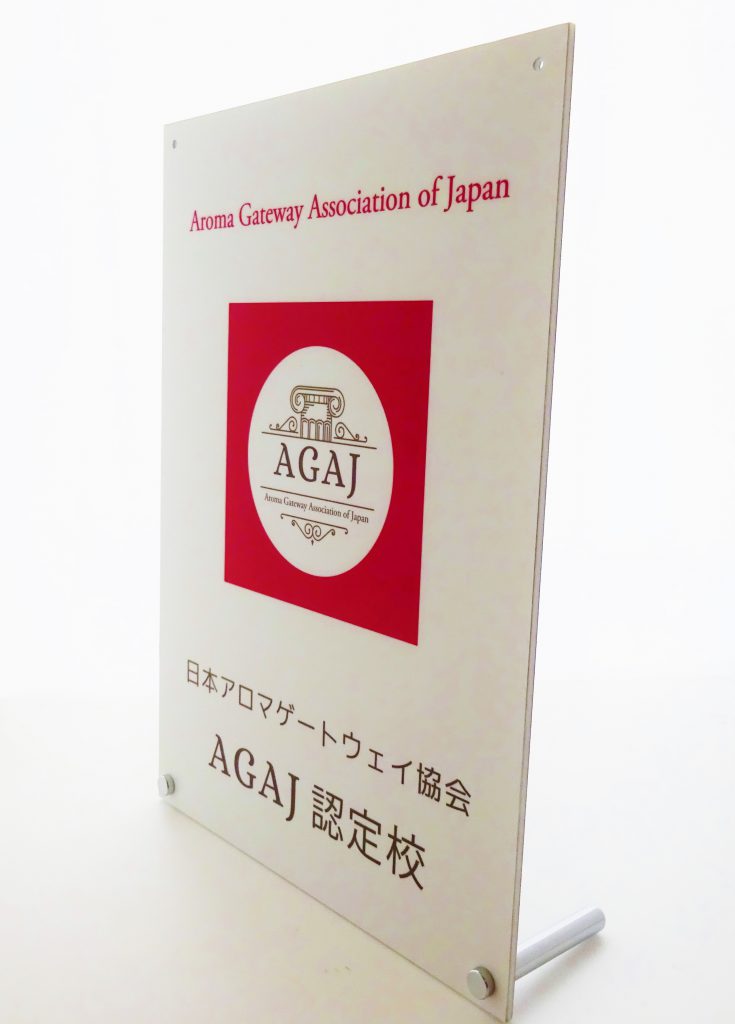 Aroma Gateway Association of Japan
AGAJ
Aroma Gateway Association of Japan
日本アロマゲートウェイ協会
AGAJ 認定校